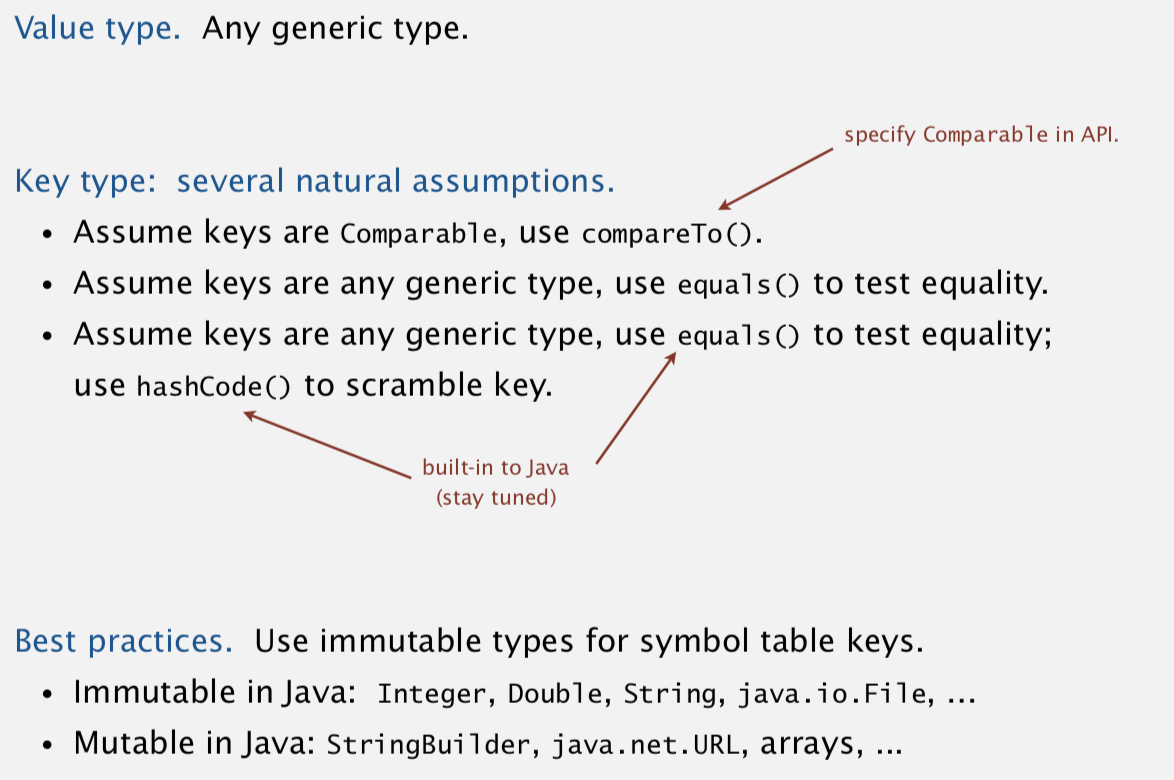 Value type. Any generic type.
specify Comparable in API.
Key type: several natural assumptions.
• Assume keys are Comparable, use compareTo().
• Assume keys are any generic type, use equals() to test equality.
• Assume keys are any generic type, use equals() to test equality;
use hashCode() to scramble key.
built-in to Java
(stay tuned)
Best practices. Use immutable types for symbol table keys.
• Immutable in Java: Integer, Double, String, java.io.File, ...
• Mutable in Java: StringBuilder, java.net.URL, arrays, ...